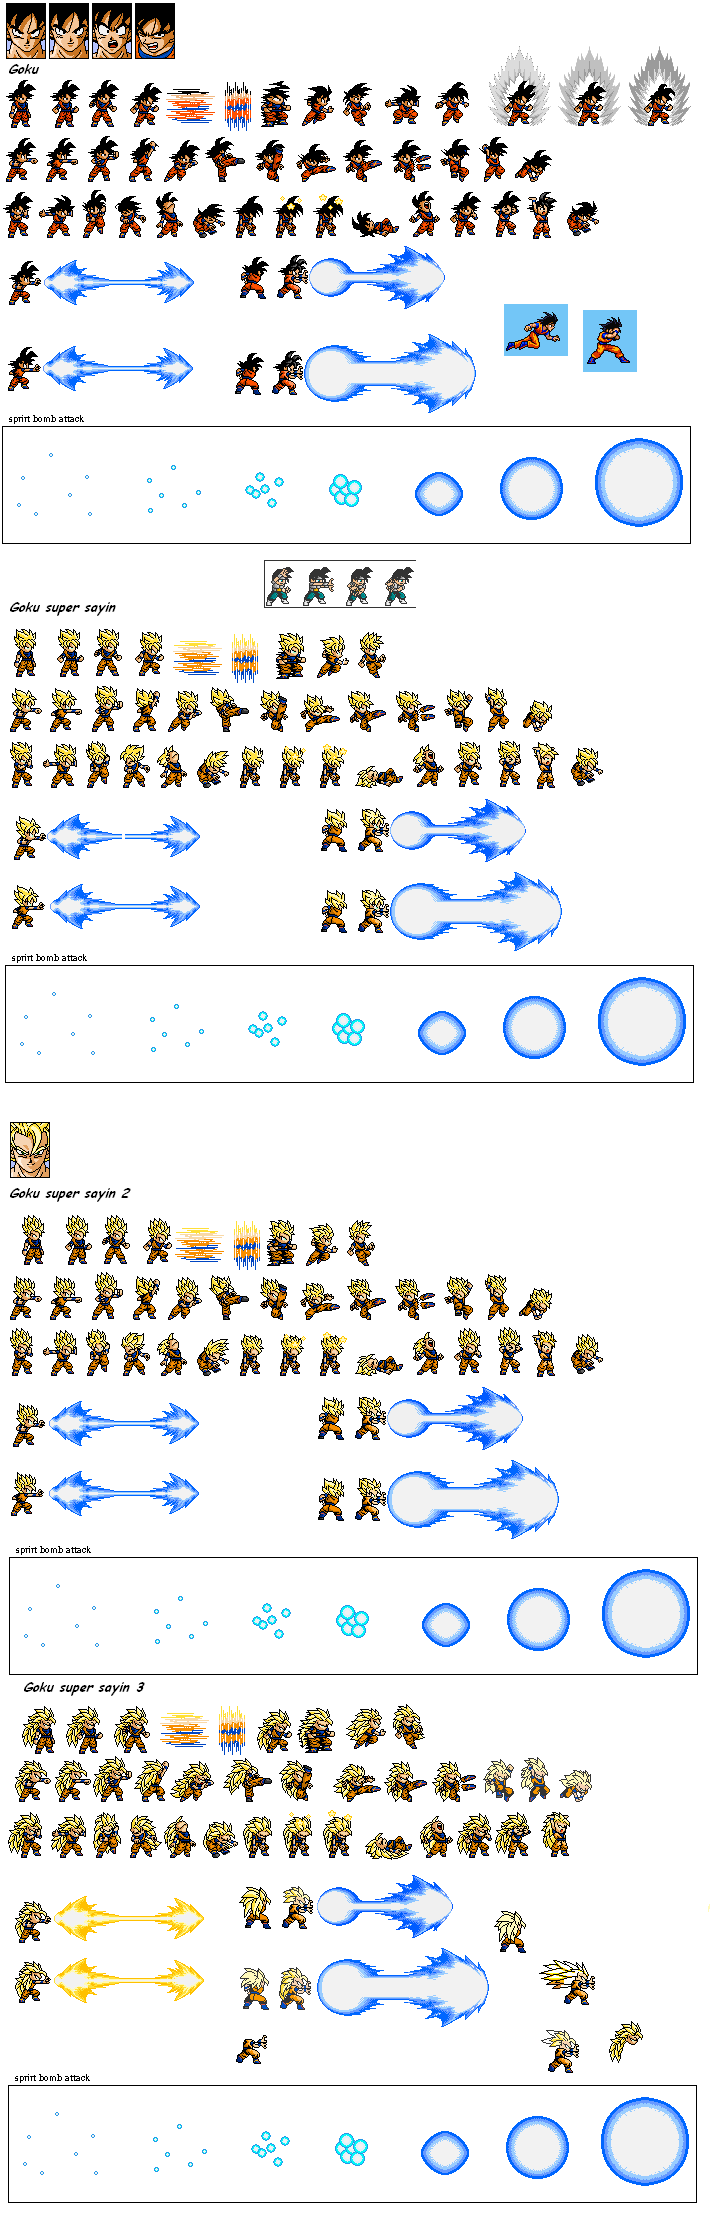 Goku
sprirt bomb attack
Goku super sayin
sprirt bomb attack
Goku super sayin 2
sprirt bomb attack
Goku super sayin 3
sprirt bomb attack